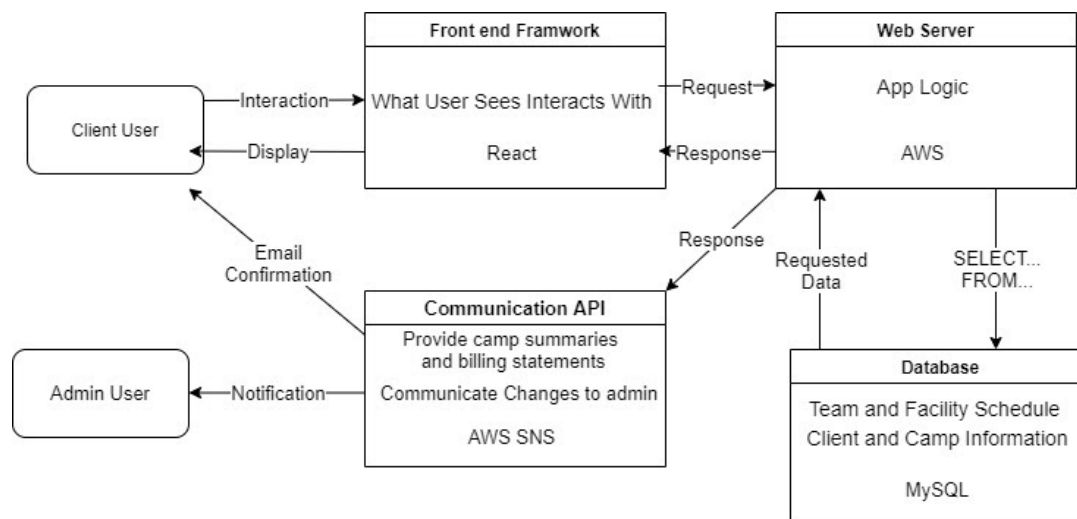 Front end Framwork
Web Server
Client User
Interaction
What User Sees Interacts With
Request
App Logic
Display
React
Response
AWS
Email
Confirmation
Response
Requested
Data
SELECT...
FROM...
Communication API
Provide camp summaries
and billing statements
Communicate Changes to admin
AWS SNS
Admin User
Notification
Database
Team and Facility Schedule
Client and Camp Information
MySQL